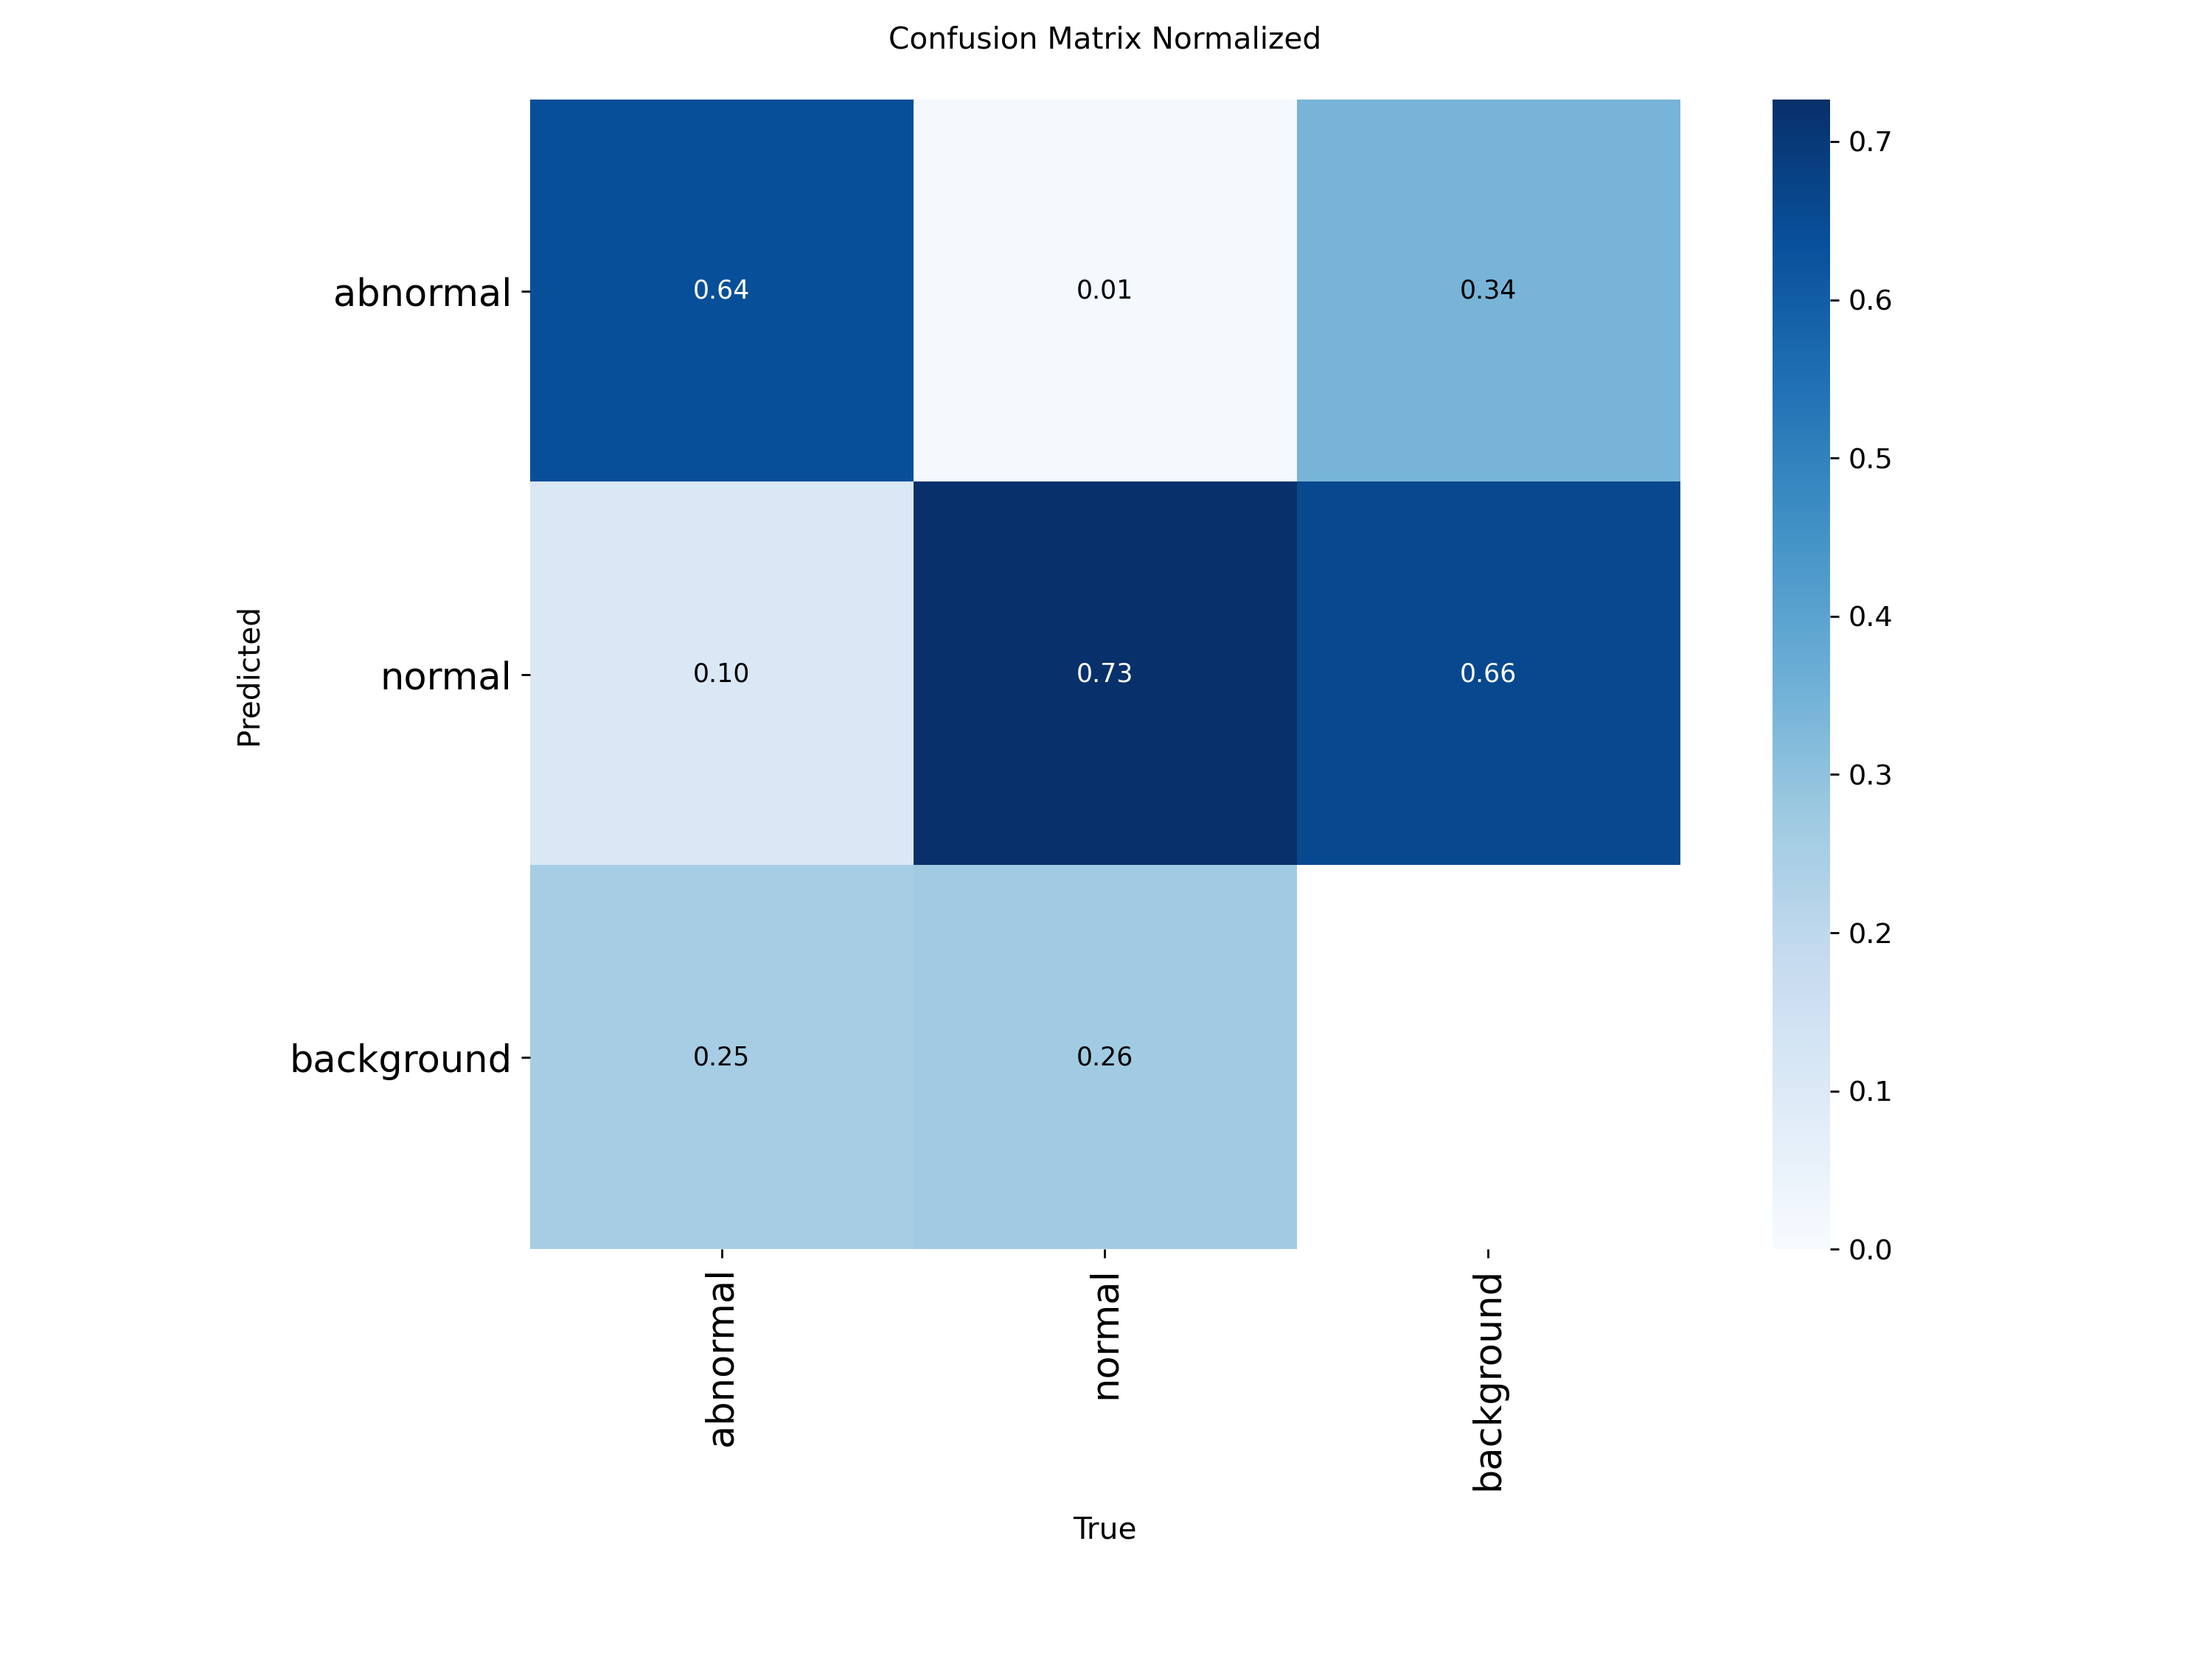 Confusion Matrix Normalized
abnormal
0.64
0.01
0.34
normal
0.10
0.73
0.66
background
0.25
0.26
Predicted
abnormal
normal
background
True
0.7
0.6
0.5
0.4
0.3
0.2
0.1
0.0